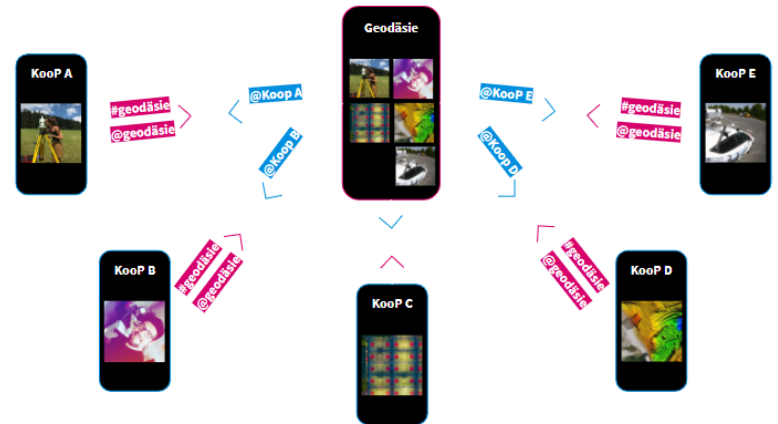 Geodäsie
KooP A
KooP E
#geodäsie
@geodäsie
@Koop A
@KooP E
#geodäsie
@geodäsie
@Koop B
@Koop D
#geodäsie
@geodäsie
#geodäsie
@geodäsie
KooP B
KooP C
KooP D